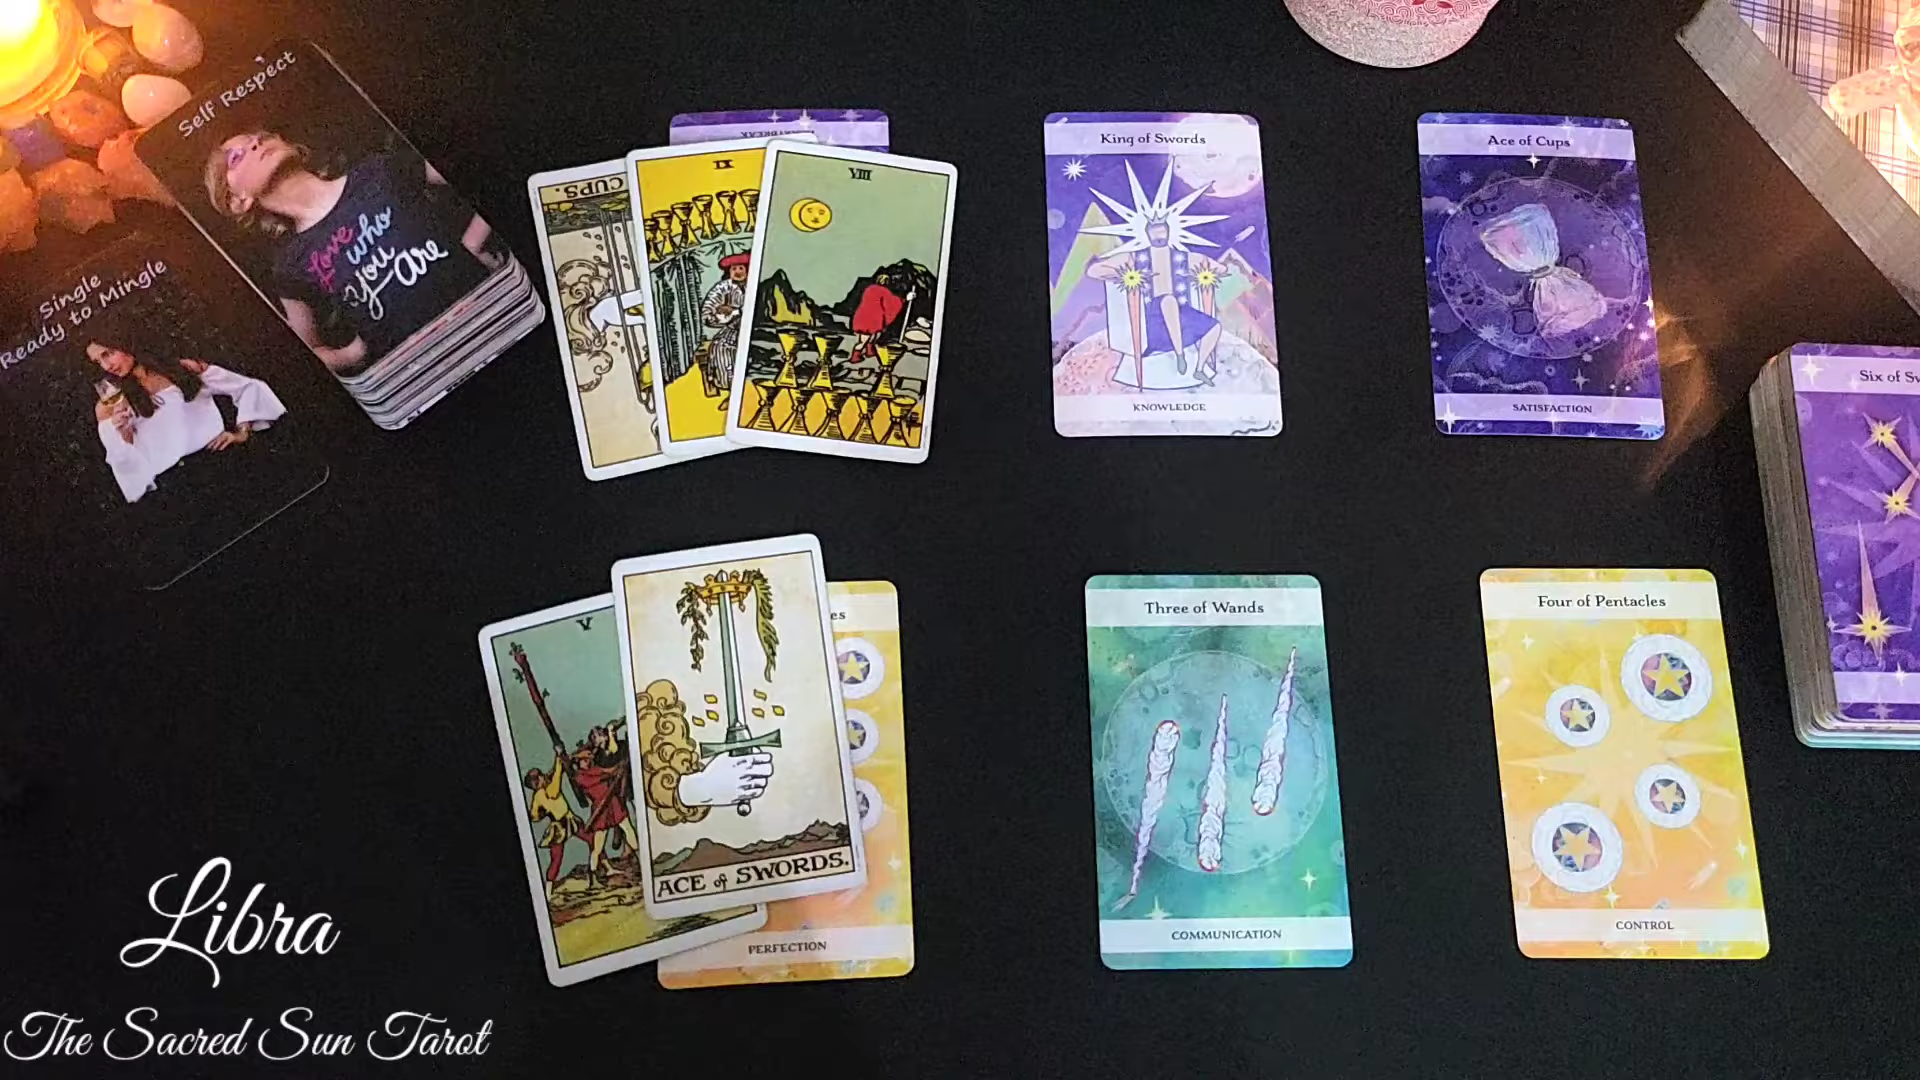 Self Respect
Love
who
you
are
Single
Ready to Mingle
CUPS.
IX
VIII
King of Swords
KNOWLEDGE
Ace of Cups
SATISFACTION
Six of Sw
V
ACE of SWORDS.
es
PERFECTION
Three of Wands
COMMUNICATION
Four of Pentacles
CONTROL
Libra
The Sacred Sun Tarot